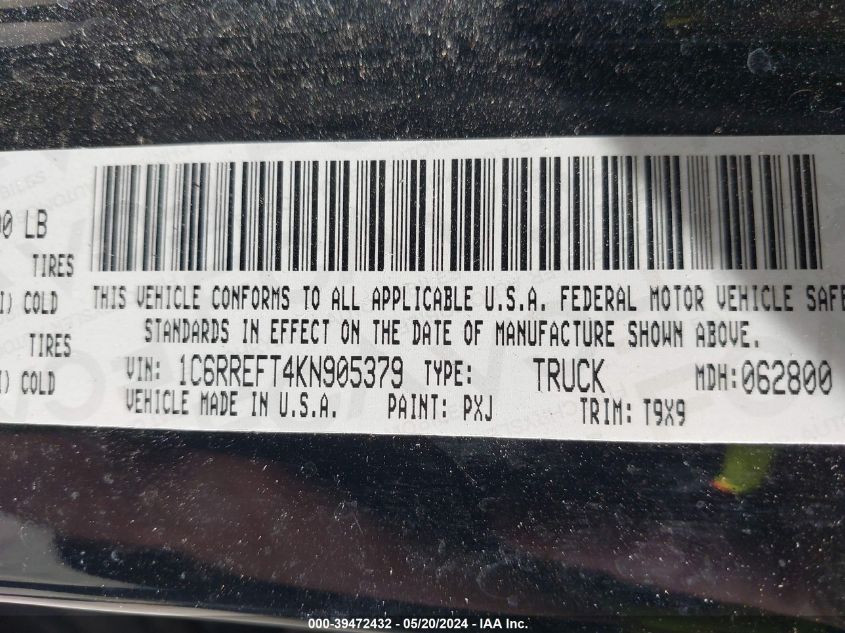 00 LB
TIRES
I) COLD
TIRES
I) COLD
THIS VEHICLE CONFORMS TO ALL APPLICABLE U.S.A. FEDERAL MOTOR VEHICLE SAFE
STANDARDS IN EFFECT ON THE DATE OF MANUFACTURE SHOWN ABOVE.
VIN: 1C6RREFT4KN905379 TYPE: TRUCK MDH:062800
VEHICLE MADE IN U.S.A. PAINT: PXJ TRIM: T9X9
000-39472432 - 05/20/2024 - IAA Inc.